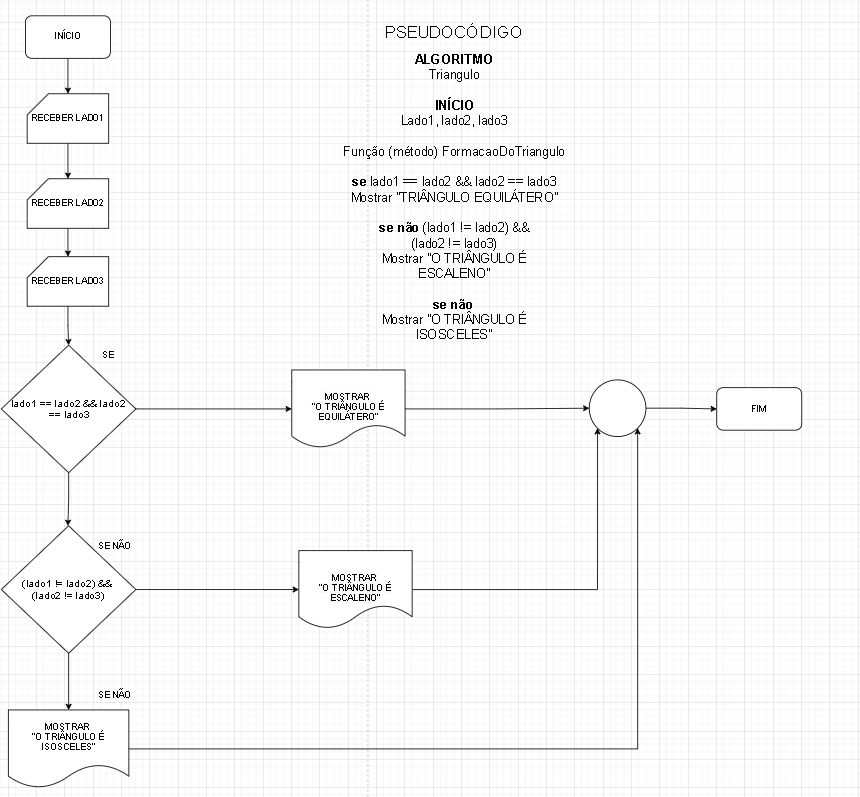 INÍCIO
RECEBER LADO1
RECEBER LADO2
RECEBER LADO3
SE
lado1 == lado2 && lado2
== lado3
MOSTRAR
"O TRIÂNGULO É
EQUILÁTERO"
FIM
SE NÃO
(lado1 != lado2) &&
(lado2 != lado3)
MOSTRAR
"O TRIÂNGULO É
ESCALENO"
SE NÃO
MOSTRAR
"O TRIÂNGULO É
ISOSCELES"
PSEUDOCÓDIGO
ALGORITMO
Triangulo
INÍCIO
Lado1, lado2, lado3
Função (método) FormacaoDoTriangulo
se lado1 == lado2 && lado2 == lado3
Mostrar "TRIÂNGULO EQUILÁTERO"
se não (lado1 != lado2) &&
(lado2 != lado3)
Mostrar "O TRIÂNGULO É
ESCALENO"
se não
Mostrar "O TRIÂNGULO É
ISOSCELES"